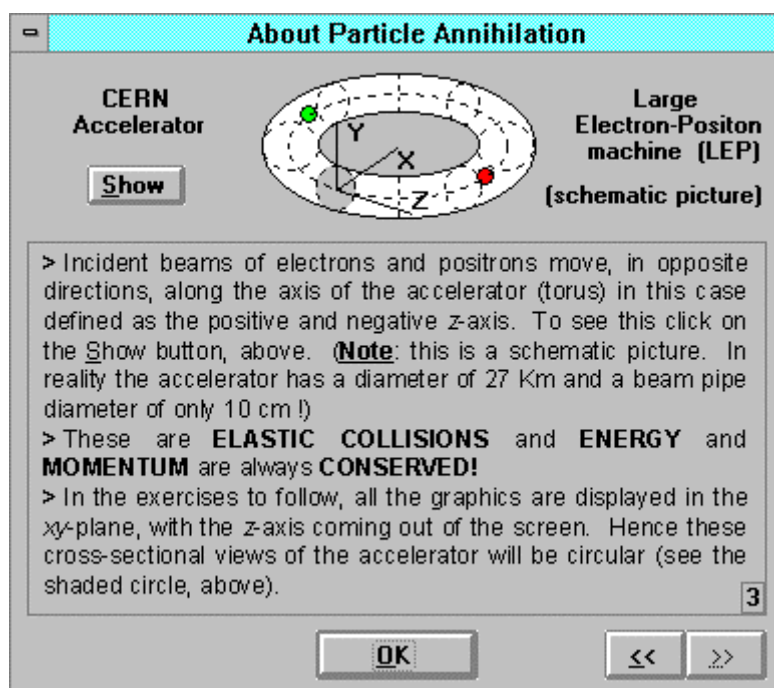 About Particle Annihilation
CERN
Accelerator
Show
Y
X
Z
Large
Electron-Positon
machine (LEP)
(schematic picture)
> Incident beams of electrons and positrons move, in opposite
directions, along the axis of the accelerator (torus) in this case
defined as the positive and negative z-axis. To see this click on
the Show button, above. (Note: this is a schematic picture. In
reality the accelerator has a diameter of 27 Km and a beam pipe
diameter of only 10 cm !)
> These are ELASTIC COLLISIONS and ENERGY and
MOMENTUM are always CONSERVED!
> In the exercises to follow, all the graphics are displayed in the
xy-plane, with the z-axis coming out of the screen. Hence these
cross-sectional views of the accelerator will be circular (see the
shaded circle, above).
3
OK
<<
>>